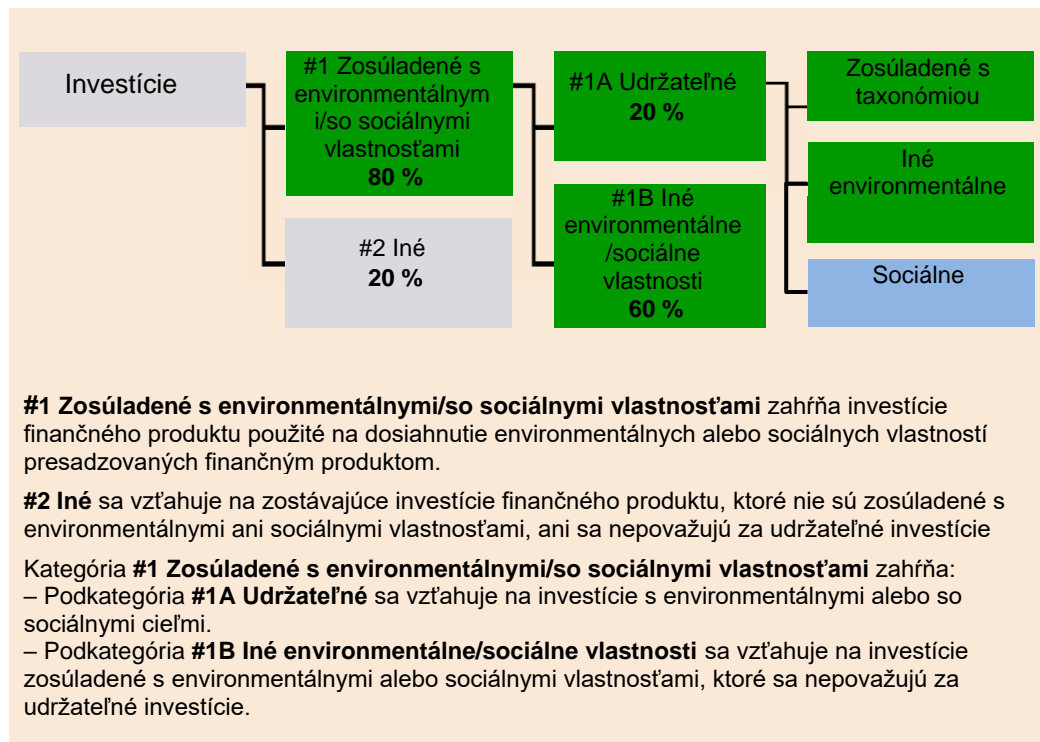 Investície
#1 Zosúladené s
environmentálnym
i/so sociálnymi
vlastnosťami
80 %
#2 Iné
20 %
#1A Udržateľné
20 %
#1B Iné
environmentálne
/sociálne
vlastnosti
60 %
Zosúladené s
taxonómiou
Iné
environmentálne
Sociálne
#1 Zosúladené s environmentálnymi/so sociálnymi vlastnosťami zahŕňa investície
finančného produktu použité na dosiahnutie environmentálnych alebo sociálnych vlastností
presadzovaných finančným produktom.
#2 Iné sa vzťahuje na zostávajúce investície finančného produktu, ktoré nie sú zosúladené s
environmentálnymi ani sociálnymi vlastnosťami, ani sa nepovažujú za udržateľné investície
Kategória #1 Zosúladené s environmentálnymi/so sociálnymi vlastnosťami zahŕňa:
– Podkategória #1A Udržateľné sa vzťahuje na investície s environmentálnymi alebo so
sociálnymi cieľmi.
– Podkategória #1B Iné environmentálne/sociálne vlastnosti sa vzťahuje na investície
zosúladené s environmentálnymi alebo sociálnymi vlastnosťami, ktoré sa nepovažujú za
udržateľné investície.